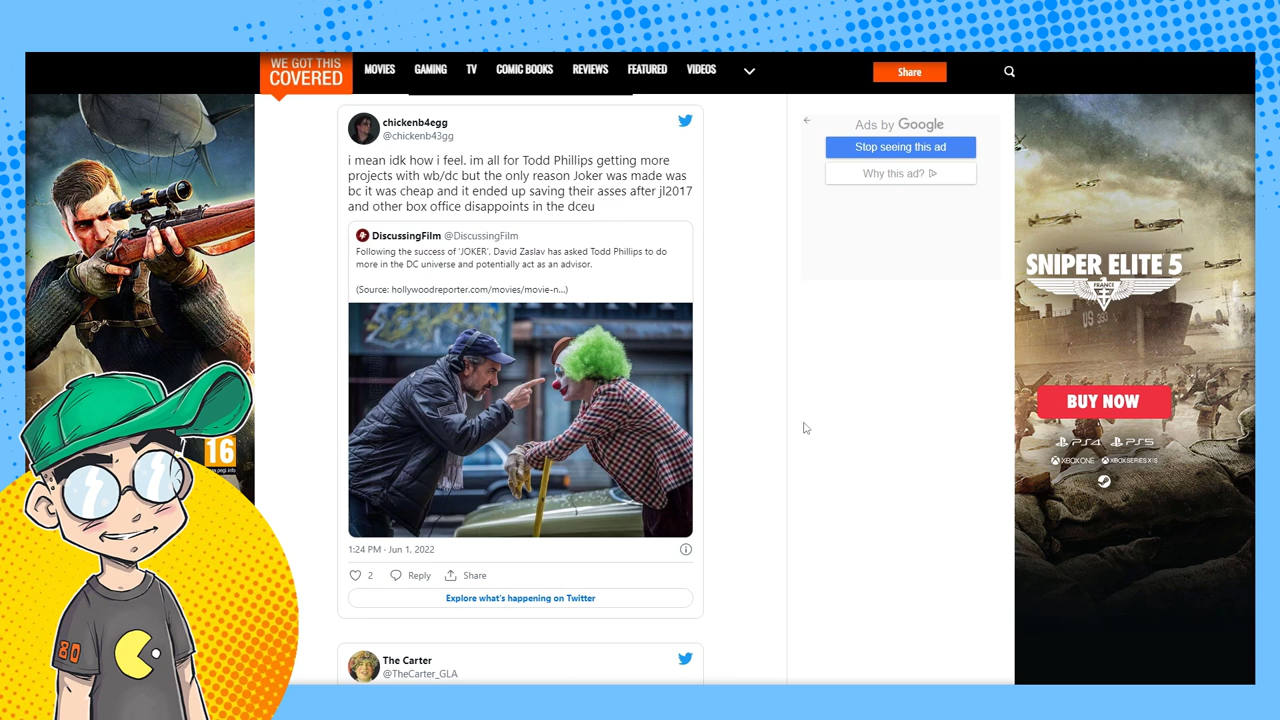 WE GOT THIS
COVERED
MOVIES GAMING TV COMIC BOOKS REVIEWS FEATURED VIDEOS
Share
chickenb4egg
@chickenb43gg
i mean idk how i feel. im all for Todd Phillips getting more
projects with wb/dc but the only reason Joker was made was
bc it was cheap and it ended up saving their asses after jl2017
and other box office disappoints in the dceu
DiscussingFilm @DiscussingFilm
Following the success of 'JOKER', David Zaslav has asked Todd Phillips to do
more in the DC universe and potentially act as an advisor.
(Source: hollywoodreporter.com/movies/movie-n...)
1:24 PM · Jun 1, 2022
2 Reply Share
Explore what's happening on Twitter
The Carter
@TheCarter_GLA
Ads by Google
Stop seeing this ad
Why this ad?
SNIPER ELITE 5
FRANCE
BUY NOW
PS4 PS5
XBOX ONE XBOX SERIES X|S
16
www.pegi.info
80